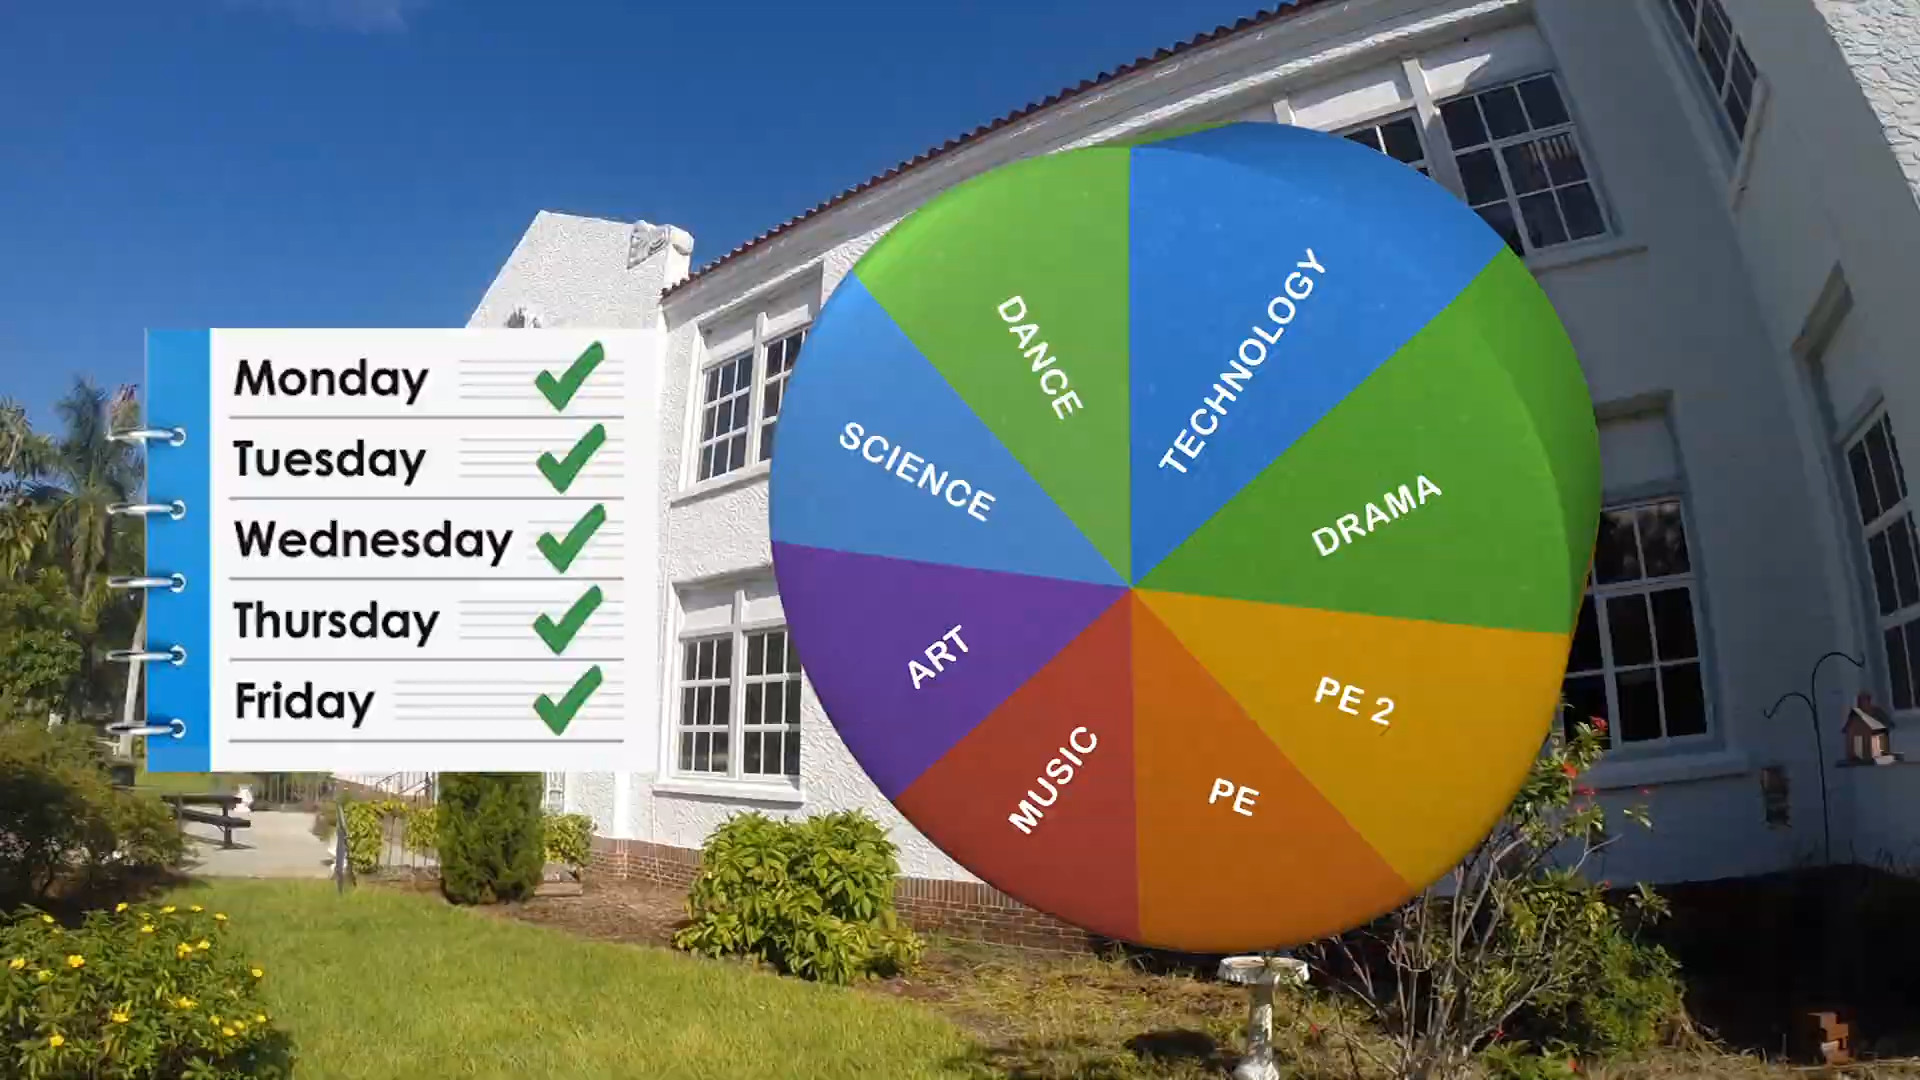 Monday
Tuesday
Wednesday
Thursday
Friday
DANCE
TECHNOLOGY
SCIENCE
DRAMA
ART
PE 2
MUSIC
PE